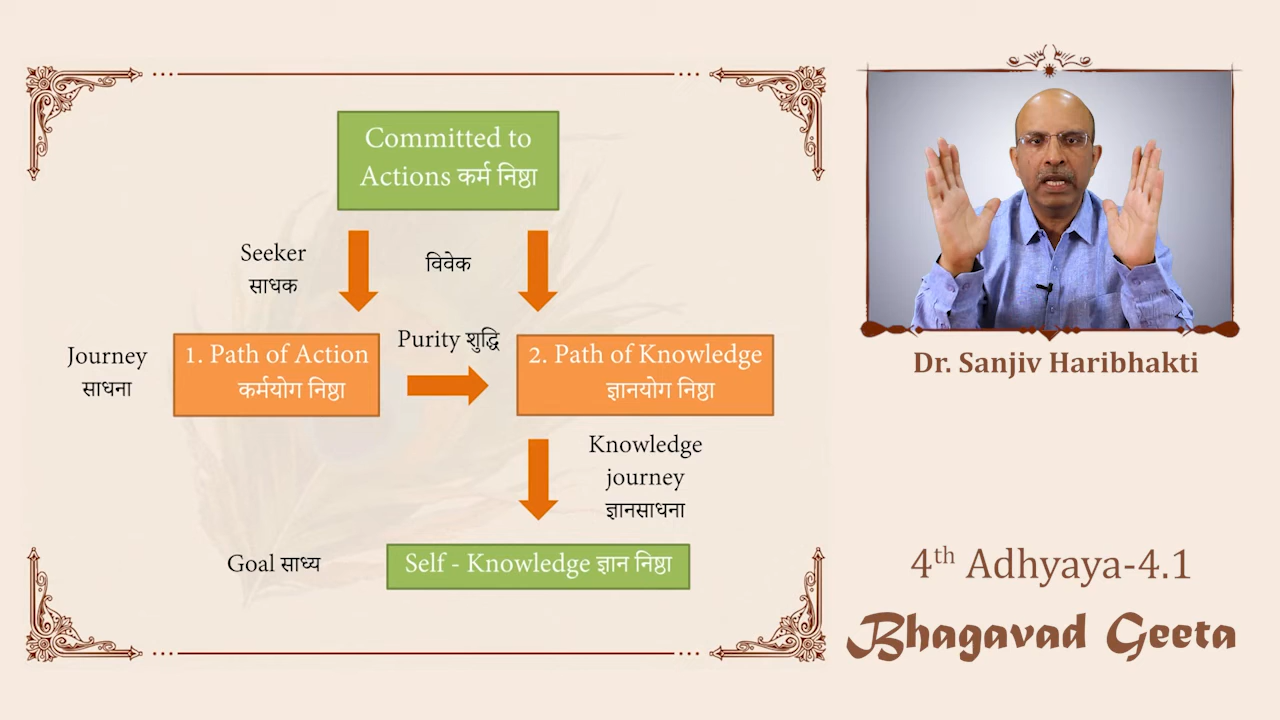 Committed to
Actions कर्म निष्ठा
Seeker
साधक
विवेक
Journey
साधना
1. Path of Action
कर्मयोग निष्ठा
Purity शुद्धि
2. Path of Knowledge
ज्ञानयोग निष्ठा
Knowledge
journey
ज्ञानसाधना
Goal साध्य
Self - Knowledge ज्ञान निष्ठा
Dr. Sanjiv Haribhakti
4th Adhyaya-4.1
Bhagavad Geeta